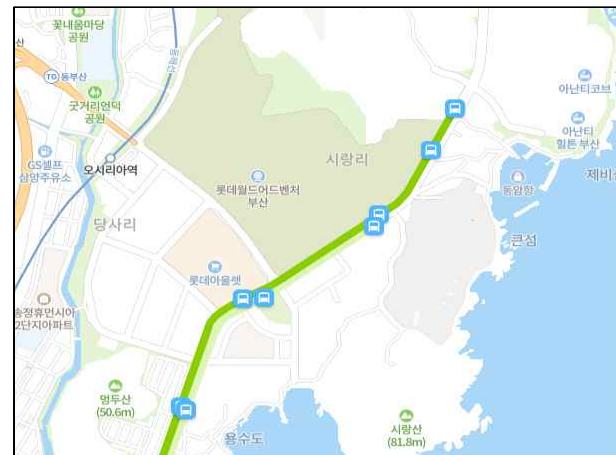 꽃내음마당
공원
산
동해선
TG 동부산
굿거리언덕
공원
GS셀프
삼양주유소
오시리아역
당사리
시랑리
롯데월드어드벤처
부산
롯데아울렛
아난티코브
아난티
힐튼 부산
제비
동암항
큰섬
송정휴먼시아
2단지아파트
멍두산
(50.6m)
용수도
시랑산
(81.8m)